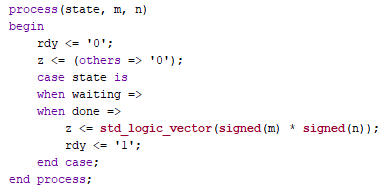 process(state, m, n)
begin
    rdy <= '0';
    z <= (others => '0');
    case state is
    when waiting =>
    when done =>
        z <= std_logic_vector(signed(m) * signed(n));
        rdy <= '1';
    end case;
end process;